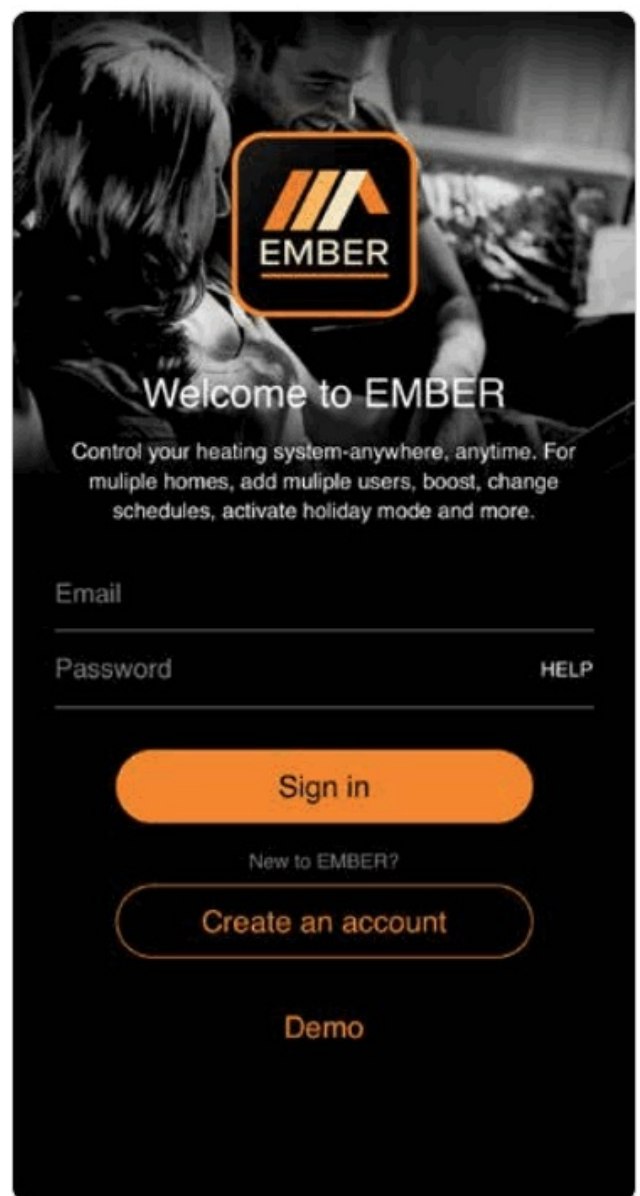 EMBER
Welcome to EMBER
Control your heating system-anywhere, anytime. For
muliple homes, add muliple users, boost, change
schedules, activate holiday mode and more.
Email
Password
HELP
Sign in
New to EMBER?
Create an account
Demo